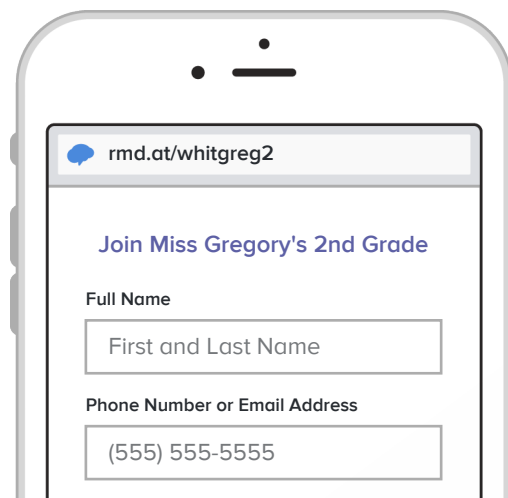 rmd.at/whitgreg2
Join Miss Gregory's 2nd Grade
Full Name
First and Last Name
Phone Number or Email Address
(555) 555-5555